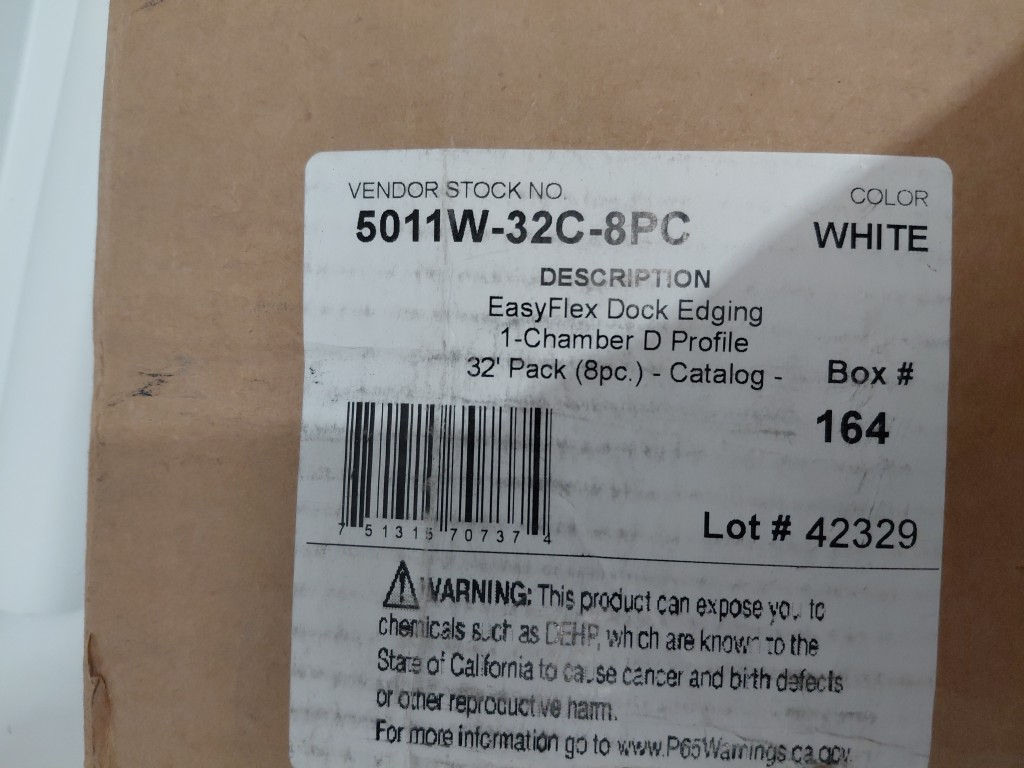 VENDOR STOCK NO.
COLOR
5011W-32C-8PC
WHITE
DESCRIPTION
EasyFlex Dock Edging
1-Chamber D Profile
32' Pack (8pc.) - Catalog -
Box #
164
7 51316 70737 4
Lot # 42329
WARNING: This product can expose you to
chemicals such as DEHP, which are known to the
State of California to cause cancer and birth defects
or other reproductive harm.
For more information go to www.P65Warnings.ca.gov